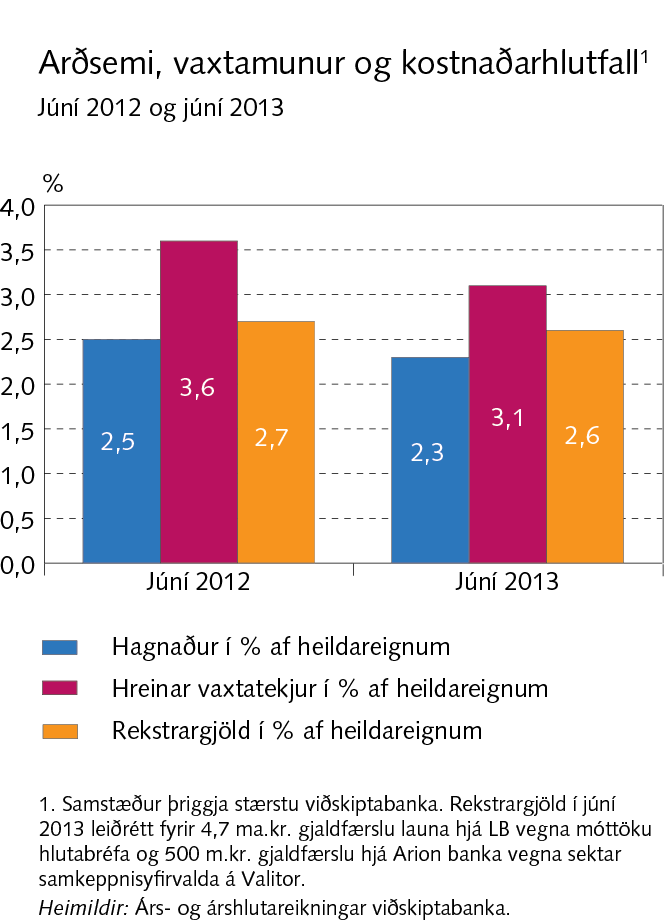 Arðsemi, vaxtamunur og kostnaðarhlutfall¹
Júní 2012 og júní 2013
%
4,0
3,5
3,0
2,5
2,0
1,5
1,0
0,5
0,0
2,5
3,6
2,7
2,3
3,1
2,6
Júní 2012
Júní 2013
Hagnaður í % af heildareignum
Hreinar vaxtatekjur í % af heildareignum
Rekstrargjöld í % af heildareignum
1. Samstæður þriggja stærstu viðskiptabanka. Rekstrargjöld í júní
2013 leiðrétt fyrir 4,7 ma.kr. gjaldfærslu launa hjá LB vegna móttöku
hlutabréfa og 500 m.kr. gjaldfærslu hjá Arion banka vegna sektar
samkeppnisyfirvalda á Valitor.
Heimildir: Árs- og árshlutareikningar viðskiptabanka.